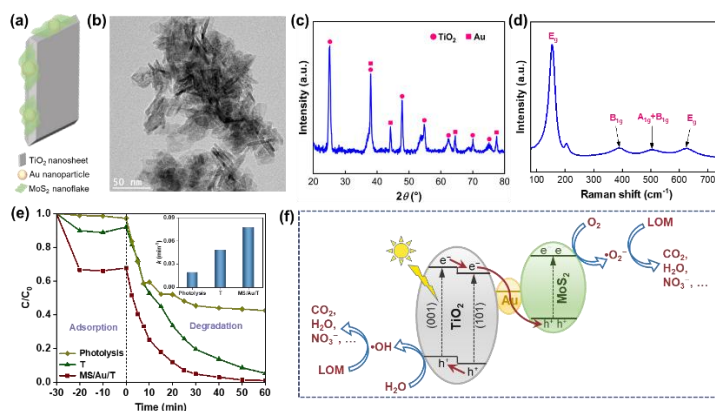 (a)
TiO₂ nanosheet
Au nanoparticle
MoS₂ nanoflake
(b)
50 nm
(c)
Intensity (a.u.)
TiO₂ Au
20 30 40 50 60 70 80
2θ (°)
(d)
Intensity (a.u.)
E_g
B₁g
A₁g+B₁g
E_g
100 200 300 400 500 600 700
Raman shift (cm⁻¹)
(e)
C/C₀
1.0
0.8
0.6
0.4
0.2
0.0
k (min⁻¹)
0.09
0.06
0.03
0.00
Photolysis T MS/Au/T
Adsorption
Degradation
Photolysis
T
MS/Au/T
-30 -20 -10 0 10 20 30 40 50 60
Time (min)
(f)
O₂
LOM
e⁻ e⁻
•O₂⁻
CO₂,
H₂O,
NO₃⁻, ...
e⁻ e⁻
MoS₂
Au
TiO₂
(001)
(101)
h⁺ h⁺
CO₂,
H₂O,
NO₃⁻, ...
•OH
LOM
H₂O
h⁺ h⁺